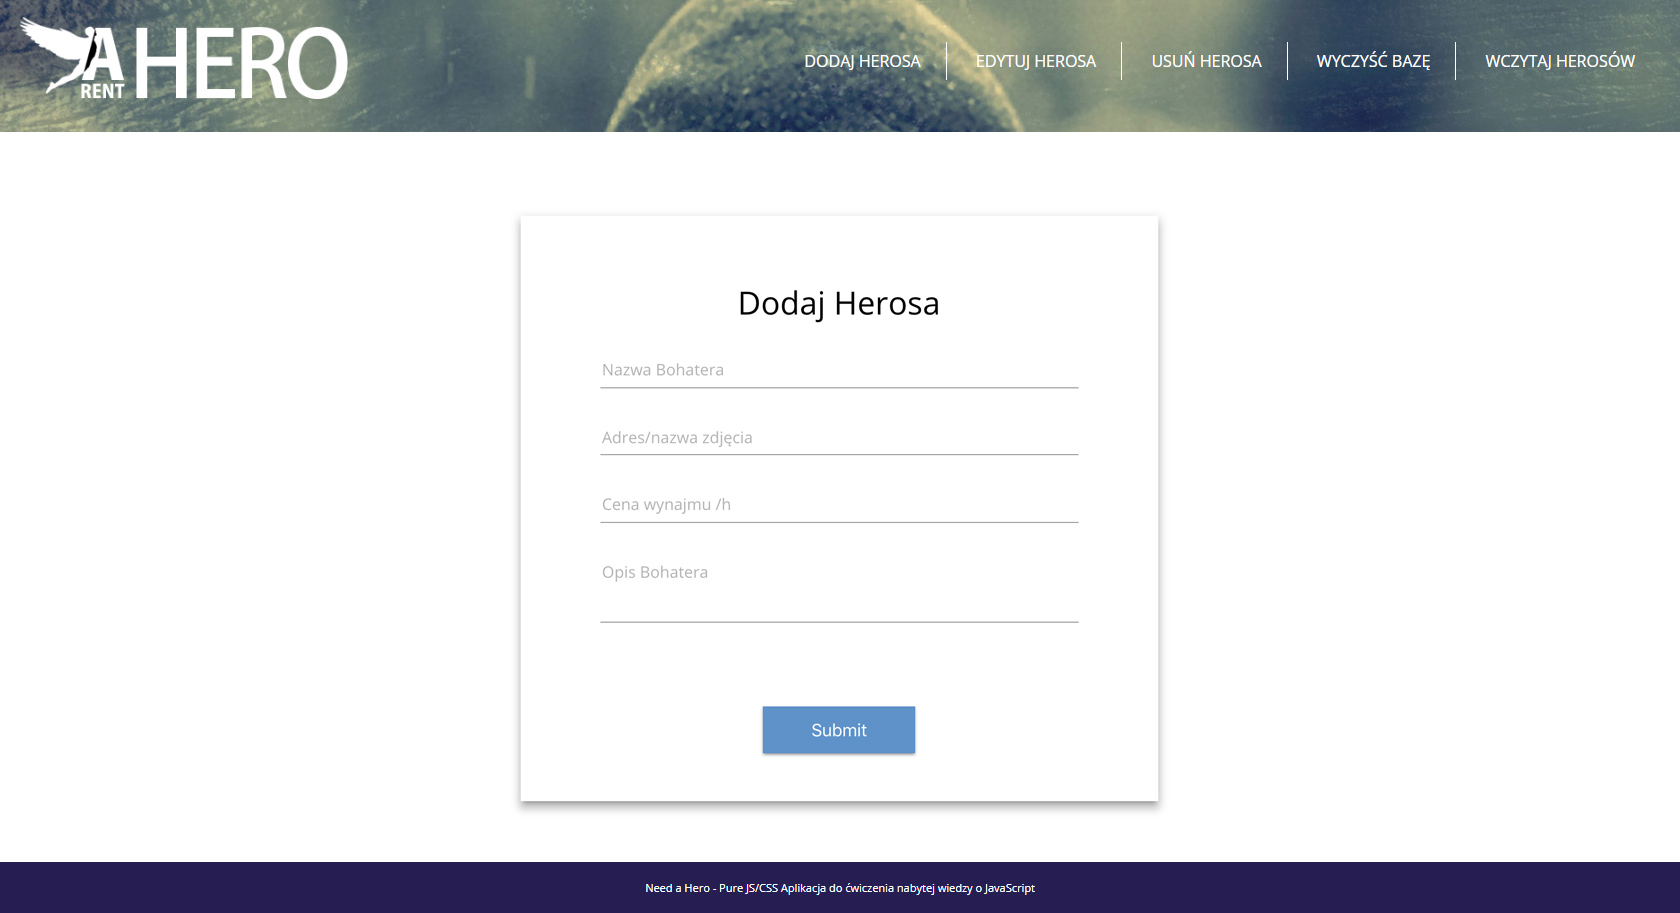 A HERO
RENT
DODAJ HEROSA
EDYTUJ HEROSA
USUŃ HEROSA
WYCZYŚĆ BAZĘ
WCZYTAJ HEROSÓW
Dodaj Herosa
Nazwa Bohatera
Adres/nazwa zdjęcia
Cena wynajmu /h
Opis Bohatera
Submit
Need a Hero - Pure JS/CSS Aplikacja do ćwiczenia nabytej wiedzy o JavaScript